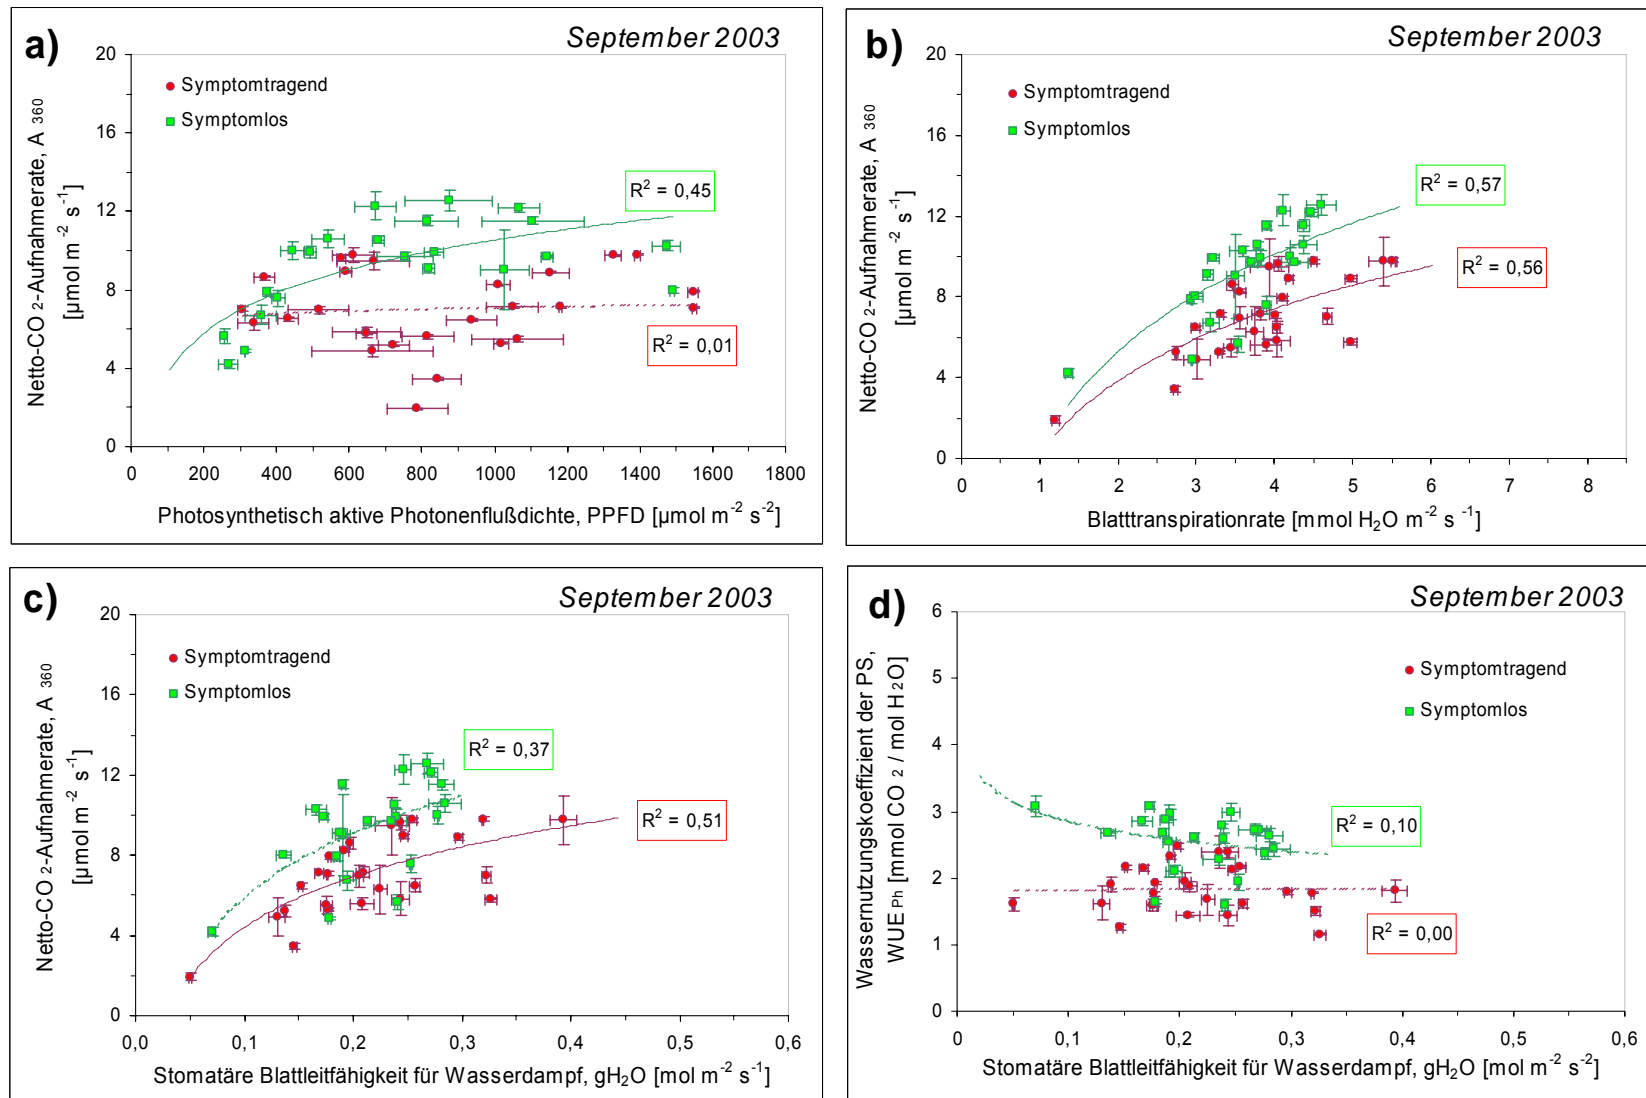 a)
September 2003
Netto-CO 2-Aufnahmerate, A 360
[µmol m-2 s-1]
20
16
12
8
4
0
Symptomtragend
Symptomlos
R2 = 0,45
R2 = 0,01
0 200 400 600 800 1000 1200 1400 1600 1800
Photosynthetisch aktive Photonenflußdichte, PPFD [µmol m-2 s-2]
b)
September 2003
Netto-CO 2-Aufnahmerate, A 360
[µmol m-2 s-1]
20
16
12
8
4
0
Symptomtragend
Symptomlos
R2 = 0,57
R2 = 0,56
0 1 2 3 4 5 6 7 8
Blatttranspirationrate [mmol H2O m-2 s -1]
c)
September 2003
Netto-CO 2-Aufnahmerate, A 360
[µmol m-2 s-1]
20
16
12
8
4
0
Symptomtragend
Symptomlos
R2 = 0,37
R2 = 0,51
0,0 0,1 0,2 0,3 0,4 0,5 0,6
Stomatäre Blattleitfähigkeit für Wasserdampf, gH2O [mol m-2 s-1]
d)
September 2003
Wassernutzungskoeffizient der PS,
WUE Ph [mmol CO 2 / mol H2O]
6
5
4
3
2
1
0
Symptomtragend
Symptomlos
R2 = 0,10
R2 = 0,00
0 0,1 0,2 0,3 0,4 0,5 0,6
Stomatäre Blattleitfähigkeit für Wasserdampf, gH2O [mol m-2 s-2]